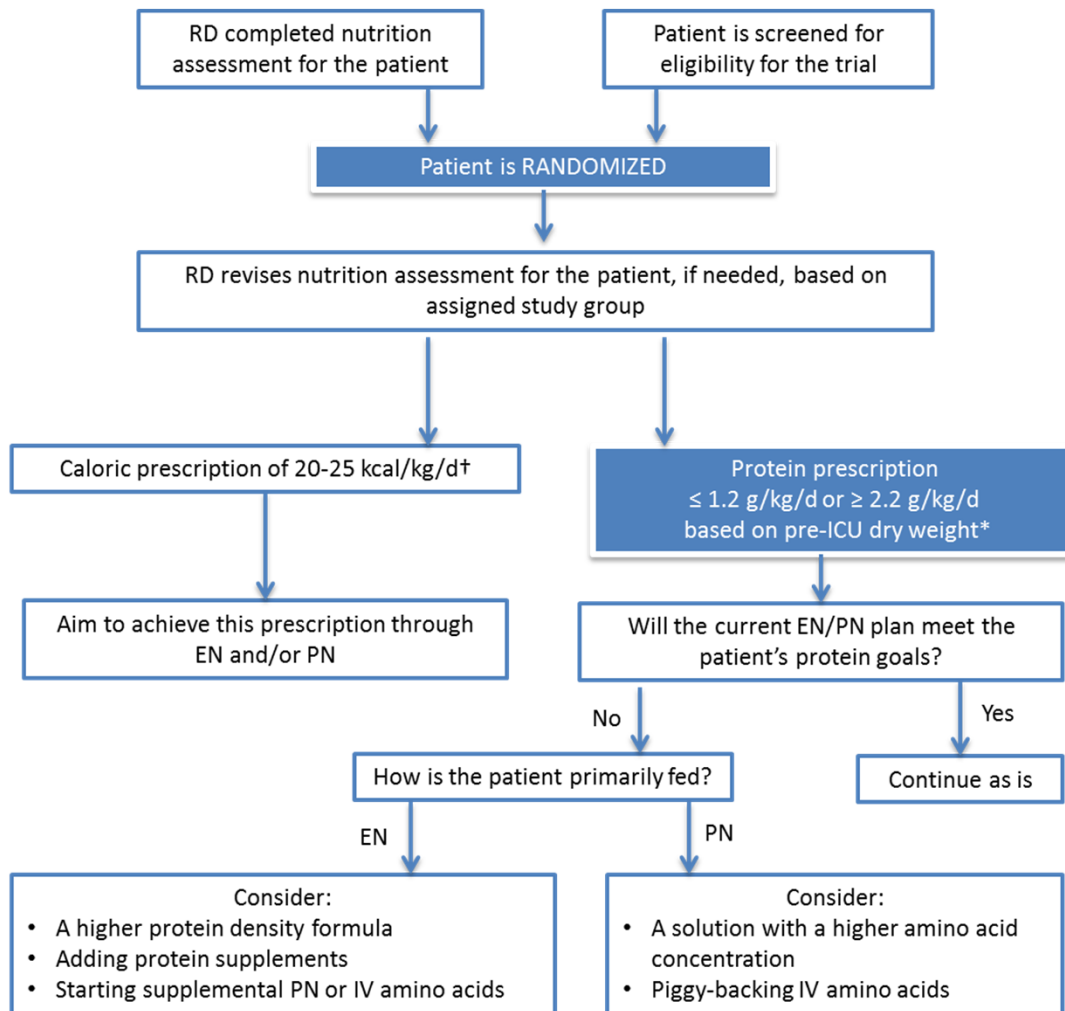 RD completed nutrition
assessment for the patient
Patient is screened for
eligibility for the trial
Patient is RANDOMIZED
RD revises nutrition assessment for the patient, if needed, based on
assigned study group
Caloric prescription of 20-25 kcal/kg/d†
Protein prescription
≤ 1.2 g/kg/d or ≥ 2.2 g/kg/d
based on pre-ICU dry weight*
Aim to achieve this prescription through
EN and/or PN
Will the current EN/PN plan meet the
patient’s protein goals?
No
Yes
How is the patient primarily fed?
Continue as is
EN
PN
Consider:
• A higher protein density formula
• Adding protein supplements
• Starting supplemental PN or IV amino acids
Consider:
• A solution with a higher amino acid
concentration
• Piggy-backing IV amino acids